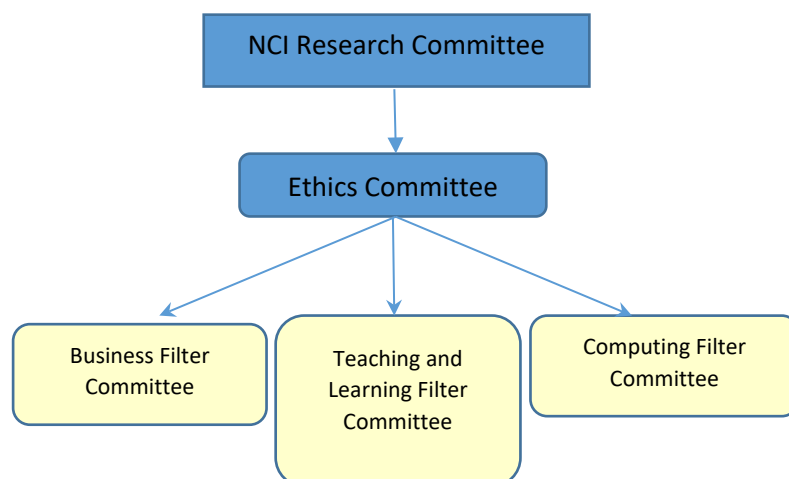 NCI Research Committee
Ethics Committee
Business Filter
Committee
Teaching and
Learning Filter
Committee
Computing Filter
Committee